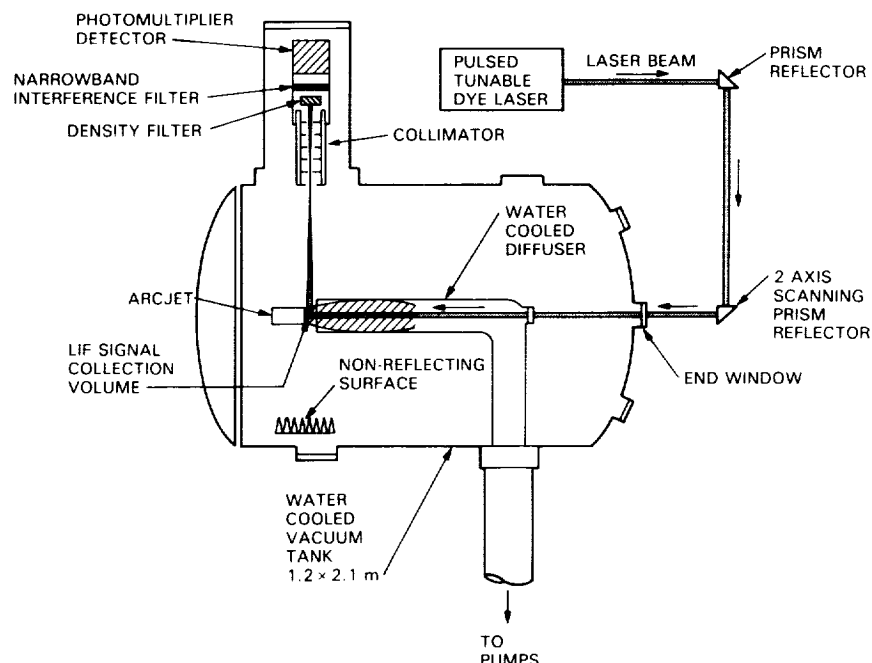 PHOTOMULTIPLIER
DETECTOR
NARROWBAND
INTERFERENCE FILTER
DENSITY FILTER
COLLIMATOR
PULSED
TUNABLE
DYE LASER
LASER BEAM
PRISM
REFLECTOR
WATER
COOLED
DIFFUSER
2 AXIS
SCANNING
PRISM
REFLECTOR
ARCJET
LIF SIGNAL
COLLECTION
VOLUME
NON-REFLECTING
SURFACE
END WINDOW
WATER
COOLED
VACUUM
TANK
1.2 × 2.1 m
TO
PUMPS